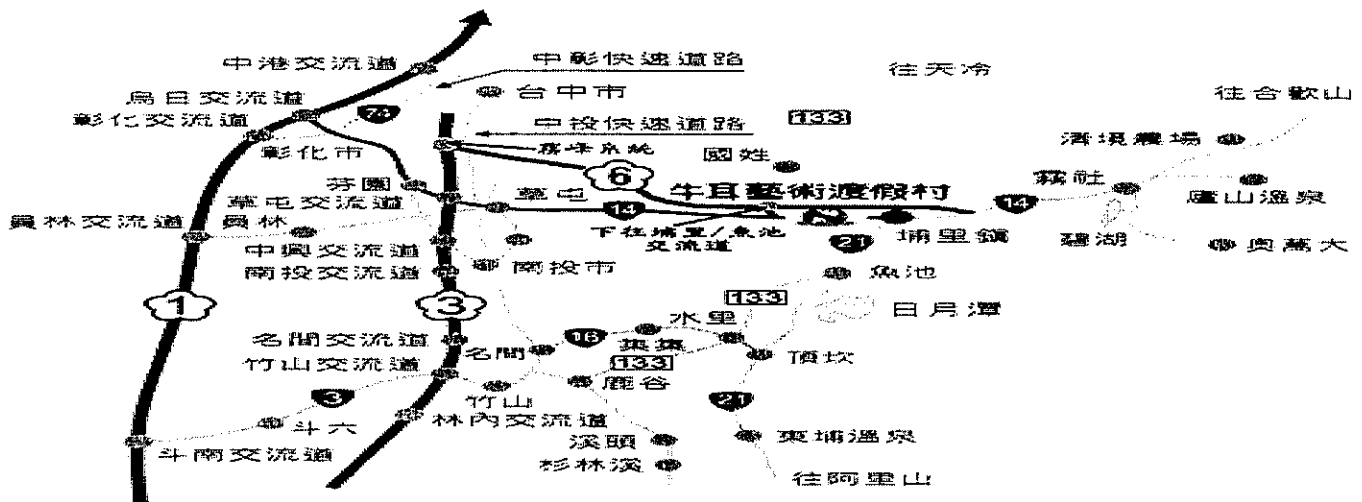 中港交流道
中彰快速道路
往天冷
烏日交流道
74
台中市
往合歡山
彰化交流道
中投快速道路
133
清境農場
彰化市
霧峰系統
國姓
芬園
6
牛耳藝術渡假村
霧社
廬山溫泉
草屯交流道
草屯
14
14
員林交流道
員林
下往埔里/魚池
交流道
埔里鎮
碧湖
奧萬大
中興交流道
21
南投交流道
南投市
魚池
1
3
133
日月潭
水里
名間交流道
名間
16
集集
頂崁
竹山交流道
133
鹿谷
3
竹山
21
斗六
林內交流道
溪頭
東埔溫泉
斗南交流道
杉林溪
往阿里山